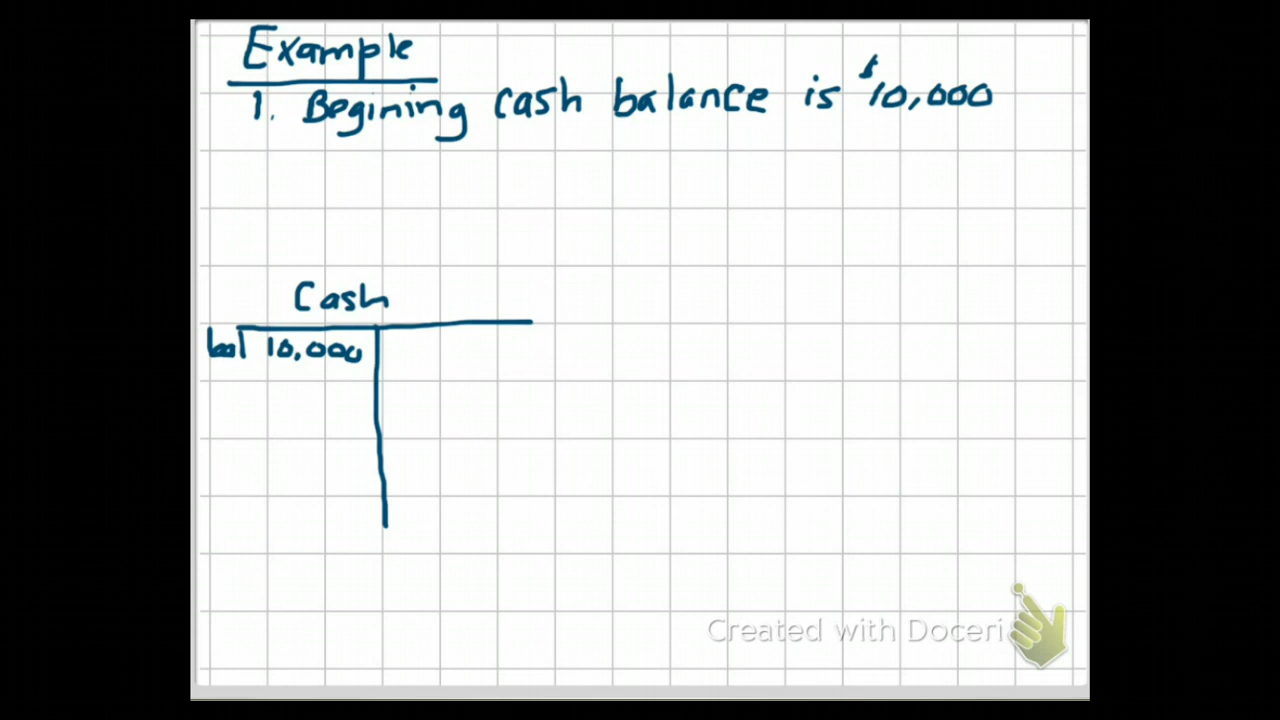 Example
1. Begining cash balance is $10,000
Cash
bal 10,000
Created with Doceri